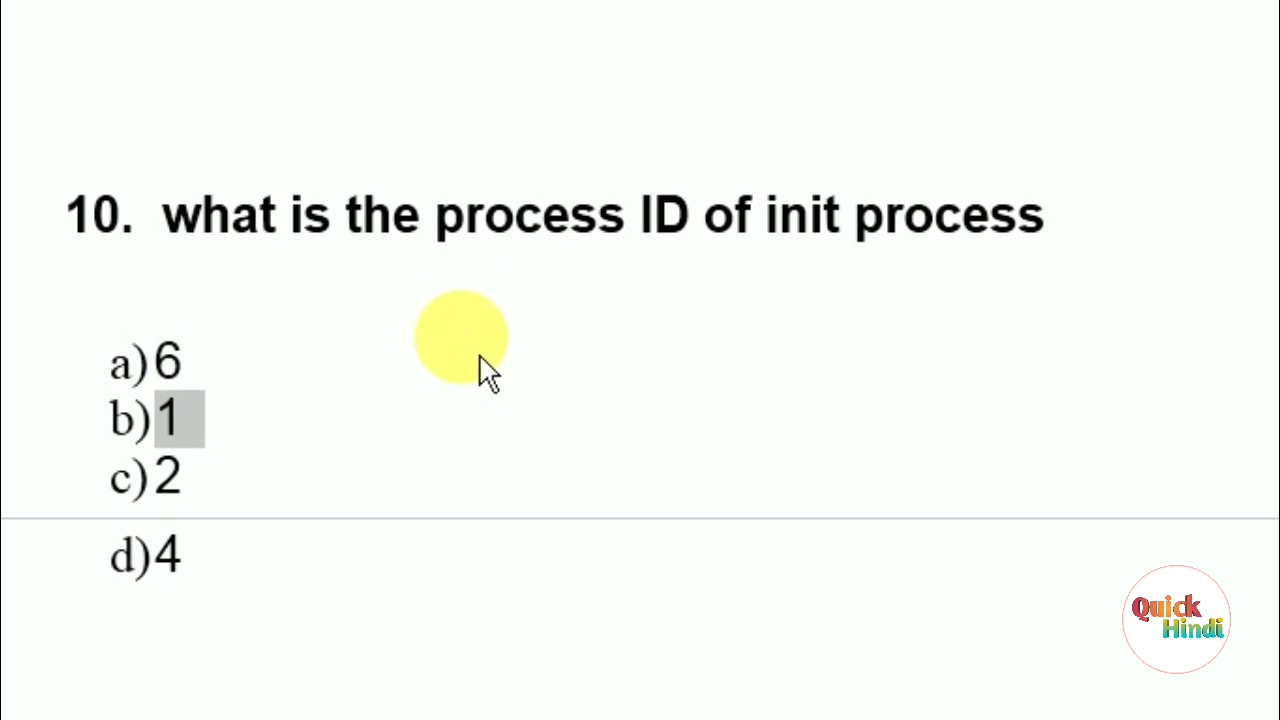 10. what is the process ID of init process
a) 6
b) 1
c) 2
d) 4
Quick
Hindi